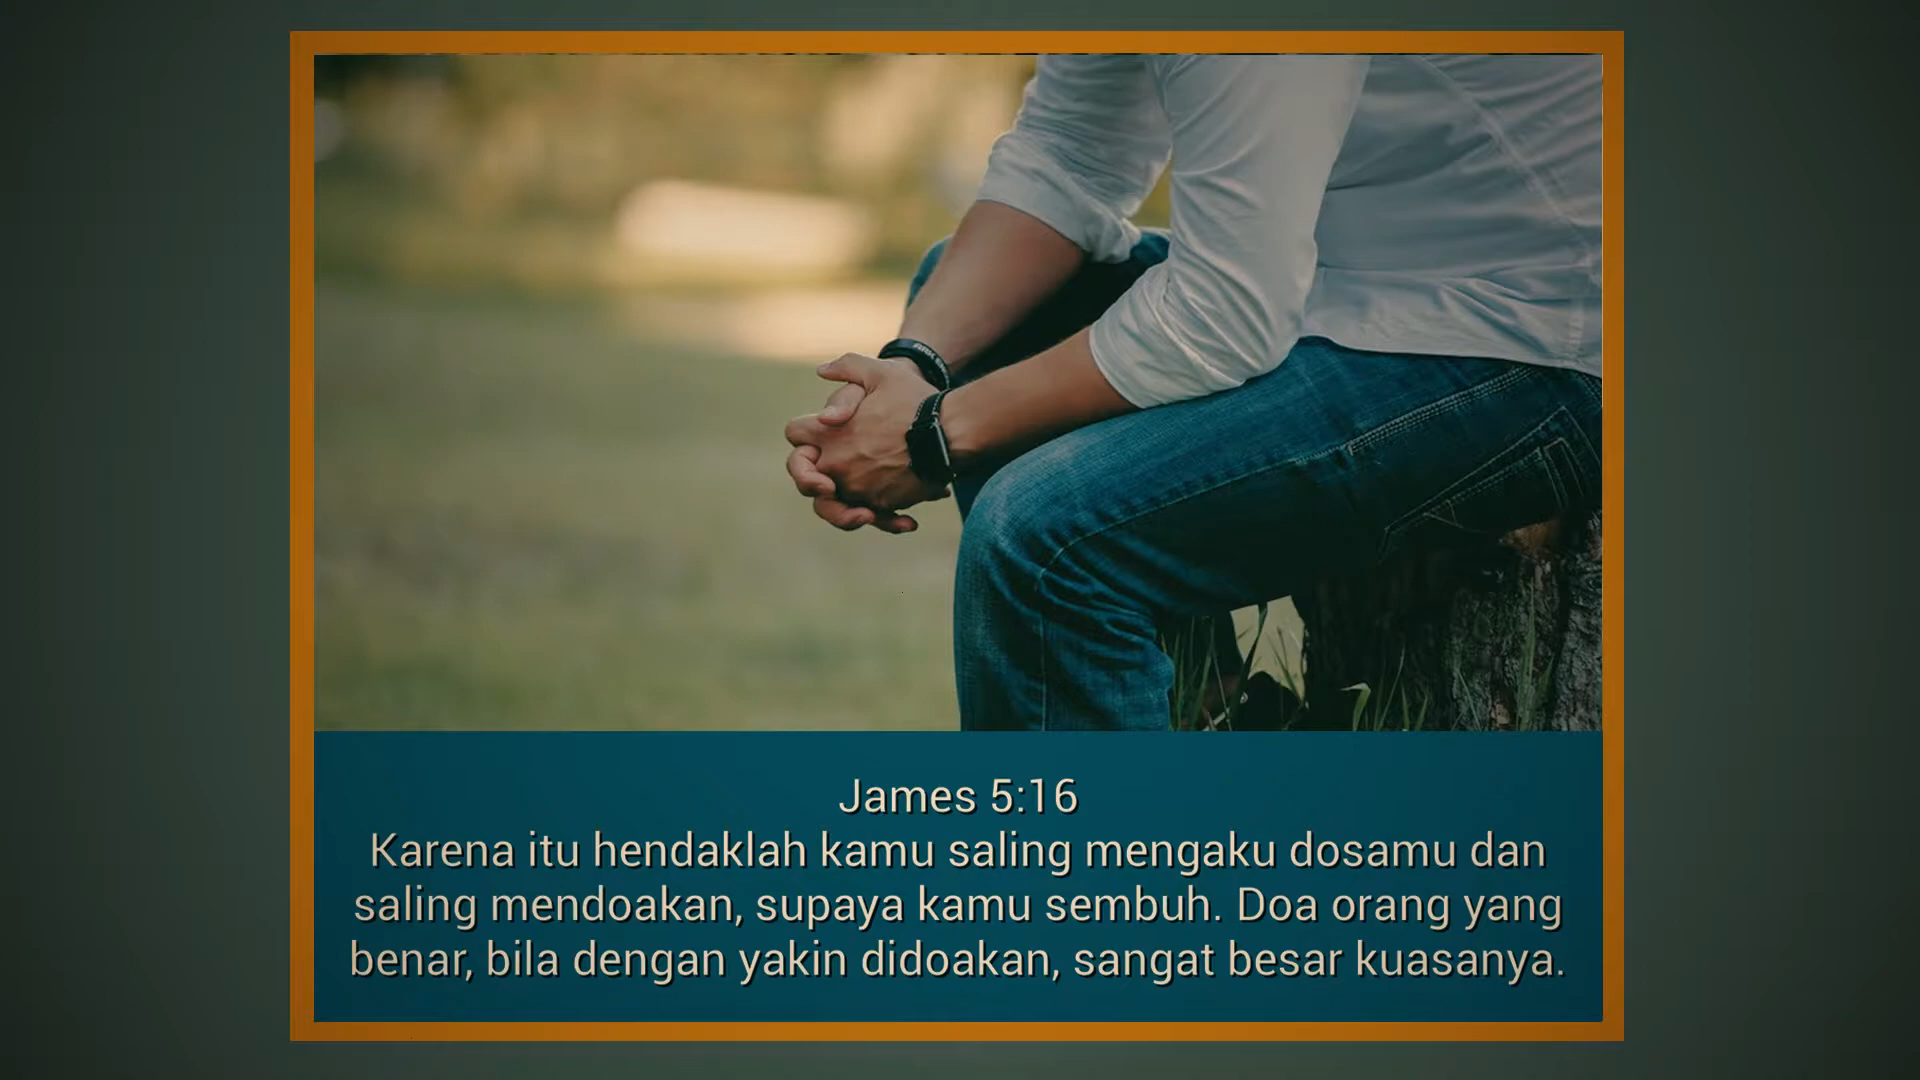 James 5:16
Karena itu hendaklah kamu saling mengaku dosamu dan
saling mendoakan, supaya kamu sembuh. Doa orang yang
benar, bila dengan yakin didoakan, sangat besar kuasanya.